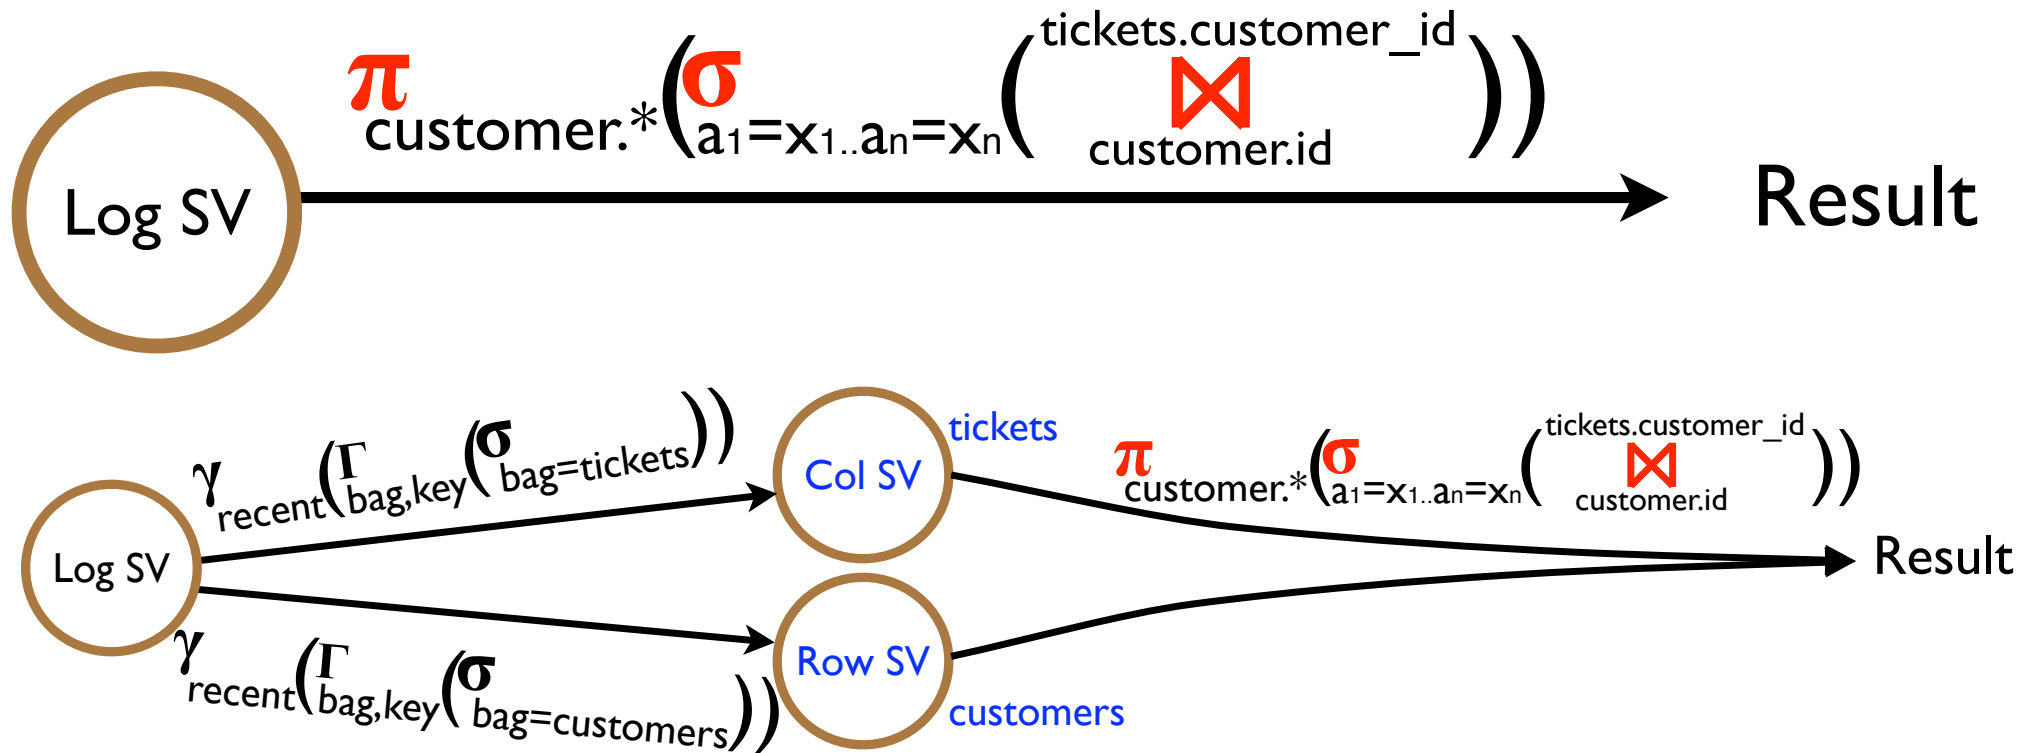 tickets.customer_id
π customer.*(σ a1=x1..an=xn( ⋈ ))
customer.id
Log SV
Result
γ recent(Γ bag,key(σ bag=tickets))
Col SV
tickets
tickets.customer_id
π customer.*(σ a1=x1..an=xn( ⋈ ))
customer.id
Log SV
Result
γ recent(Γ bag,key(σ bag=customers))
Row SV
customers